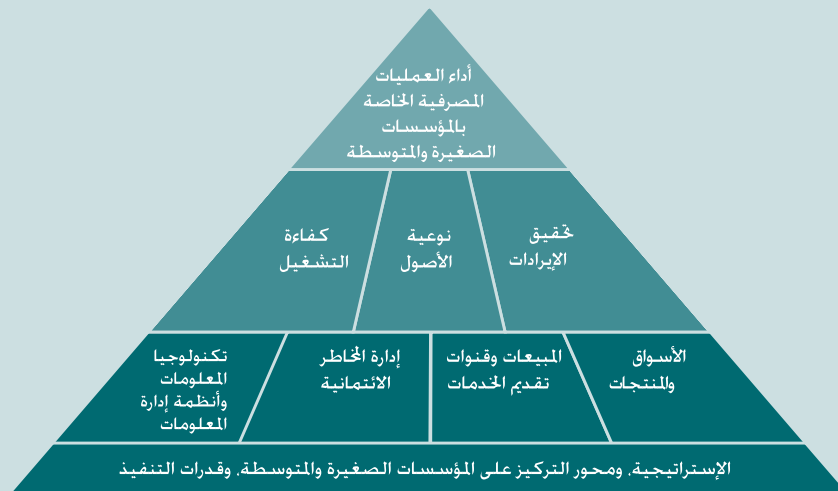 أداء العمليات
المصرفية الخاصة
بالمؤسسات
الصغيرة والمتوسطة
تحقيق
الإيرادات
نوعية
الأصول
كفاءة
التشغيل
الأسواق
والمنتجات
المبيعات وقنوات
تقديم الخدمات
إدارة المخاطر
الائتمانية
تكنولوجيا
المعلومات
وأنظمة إدارة
المعلومات
الإستراتيجية، ومحور التركيز على المؤسسات الصغيرة والمتوسطة، وقدرات التنفيذ